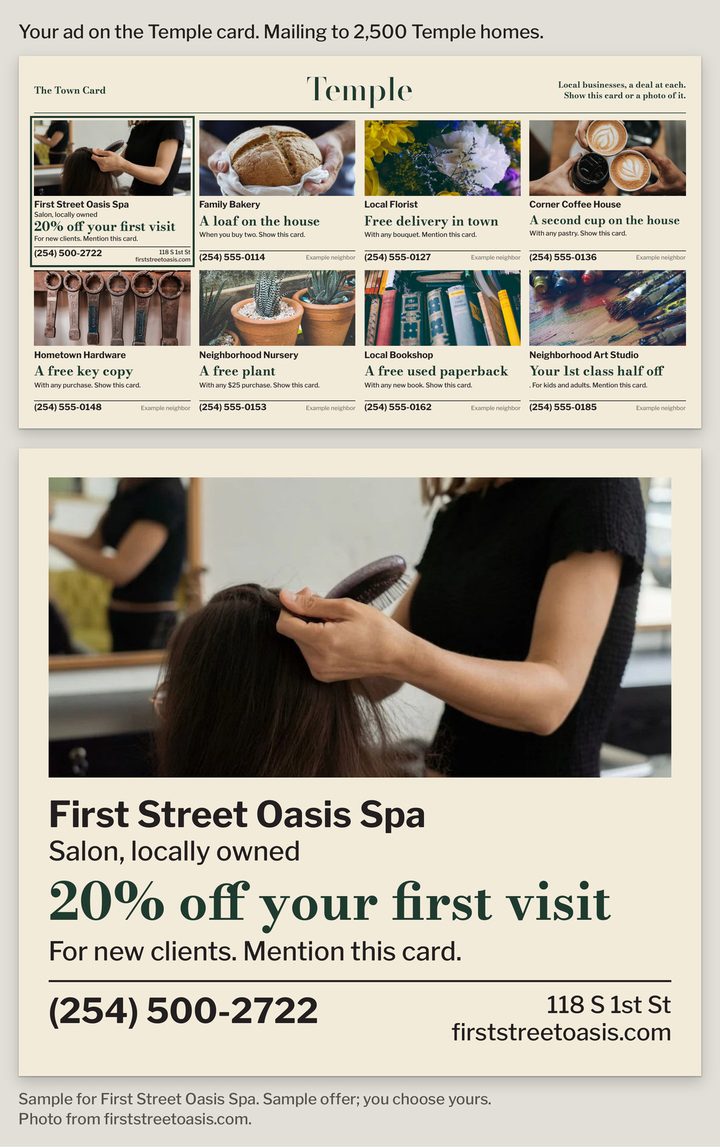 Your ad on the Temple card. Mailing to 2,500 Temple homes.
The Town Card
Temple
Local businesses, a deal at each.
Show this card or a photo of it.
First Street Oasis Spa
Salon, locally owned
20% off your first visit
For new clients. Mention this card.
(254) 500-2722
118 S 1st St
firststreetoasis.com
Family Bakery
A loaf on the house
When you buy two. Show this card.
(254) 555-0114
Example neighbor
Local Florist
Free delivery in town
With any bouquet. Show this card.
(254) 555-0127
Example neighbor
Corner Coffee House
A second cup on the house
With any pastry. Show this card.
(254) 555-0136
Example neighbor
Hometown Hardware
A free key copy
With any purchase. Show this card.
(254) 555-0148
Example neighbor
Neighborhood Nursery
A free plant
With any $25 purchase. Show this card.
(254) 555-0153
Example neighbor
Local Bookshop
A free used paperback
With any new book. Show this card.
(254) 555-0162
Example neighbor
Neighborhood Art Studio
Your 1st class half off
. For kids and adults. Mention this card.
(254) 555-0185
Example neighbor
First Street Oasis Spa
Salon, locally owned
20% off your first visit
For new clients. Mention this card.
(254) 500-2722
118 S 1st St
firststreetoasis.com
Sample for First Street Oasis Spa. Sample offer; you choose yours.
Photo from firststreetoasis.com.